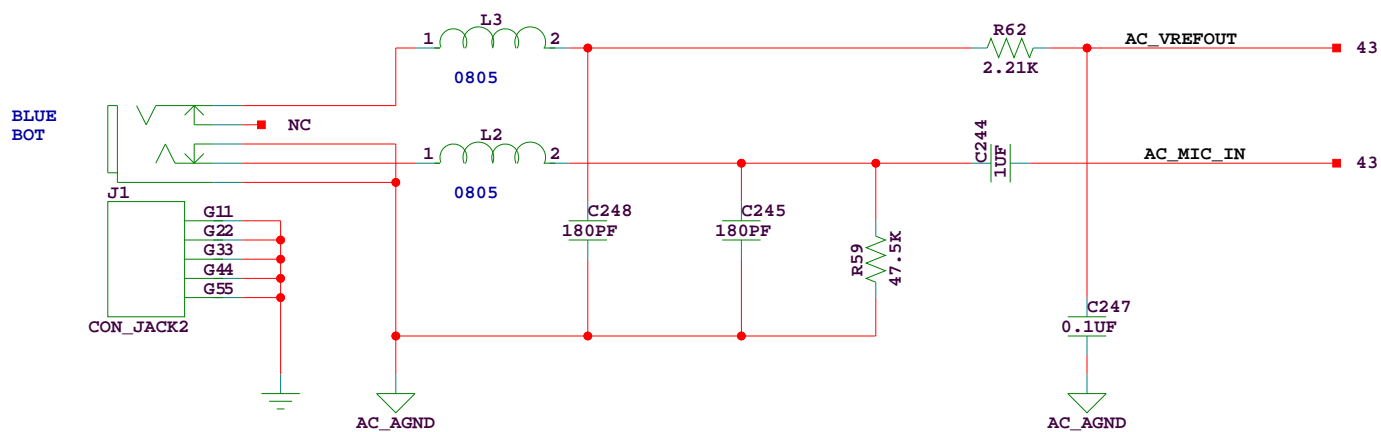 L3
1
2
0805
R62
2.21K
AC_VREFOUT
43
BLUE
BOT
NC
L2
1
2
0805
C244
1UF
AC_MIC_IN
43
J1
G11
G22
G33
G44
G55
CON_JACK2
C248
180PF
C245
180PF
R59
47.5K
C247
0.1UF
AC_AGND
AC_AGND